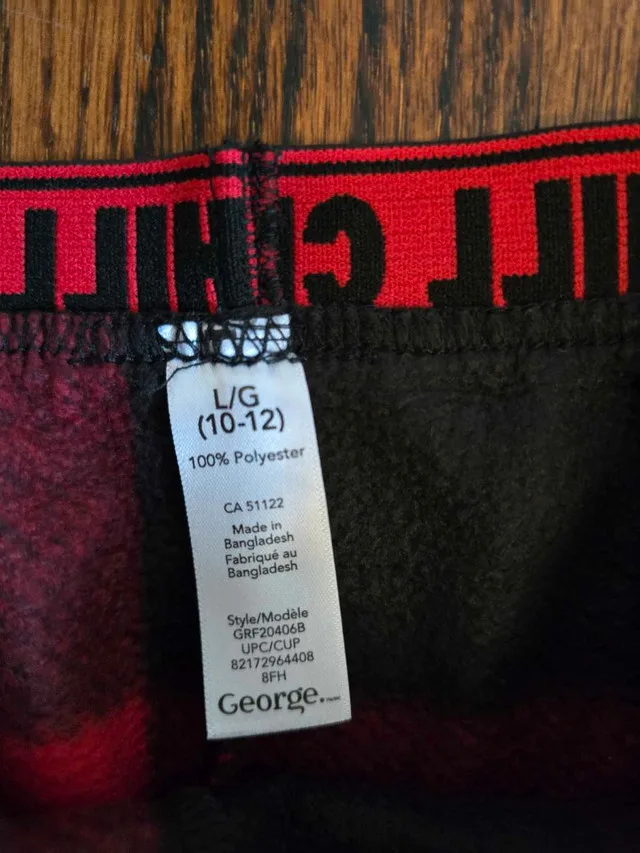 L/G
(10-12)
100% Polyester
CA 51122
Made in
Bangladesh
Fabriqué au
Bangladesh
Style/Modèle
GRF20406B
UPC/CUP
82172964408
8FH
George.